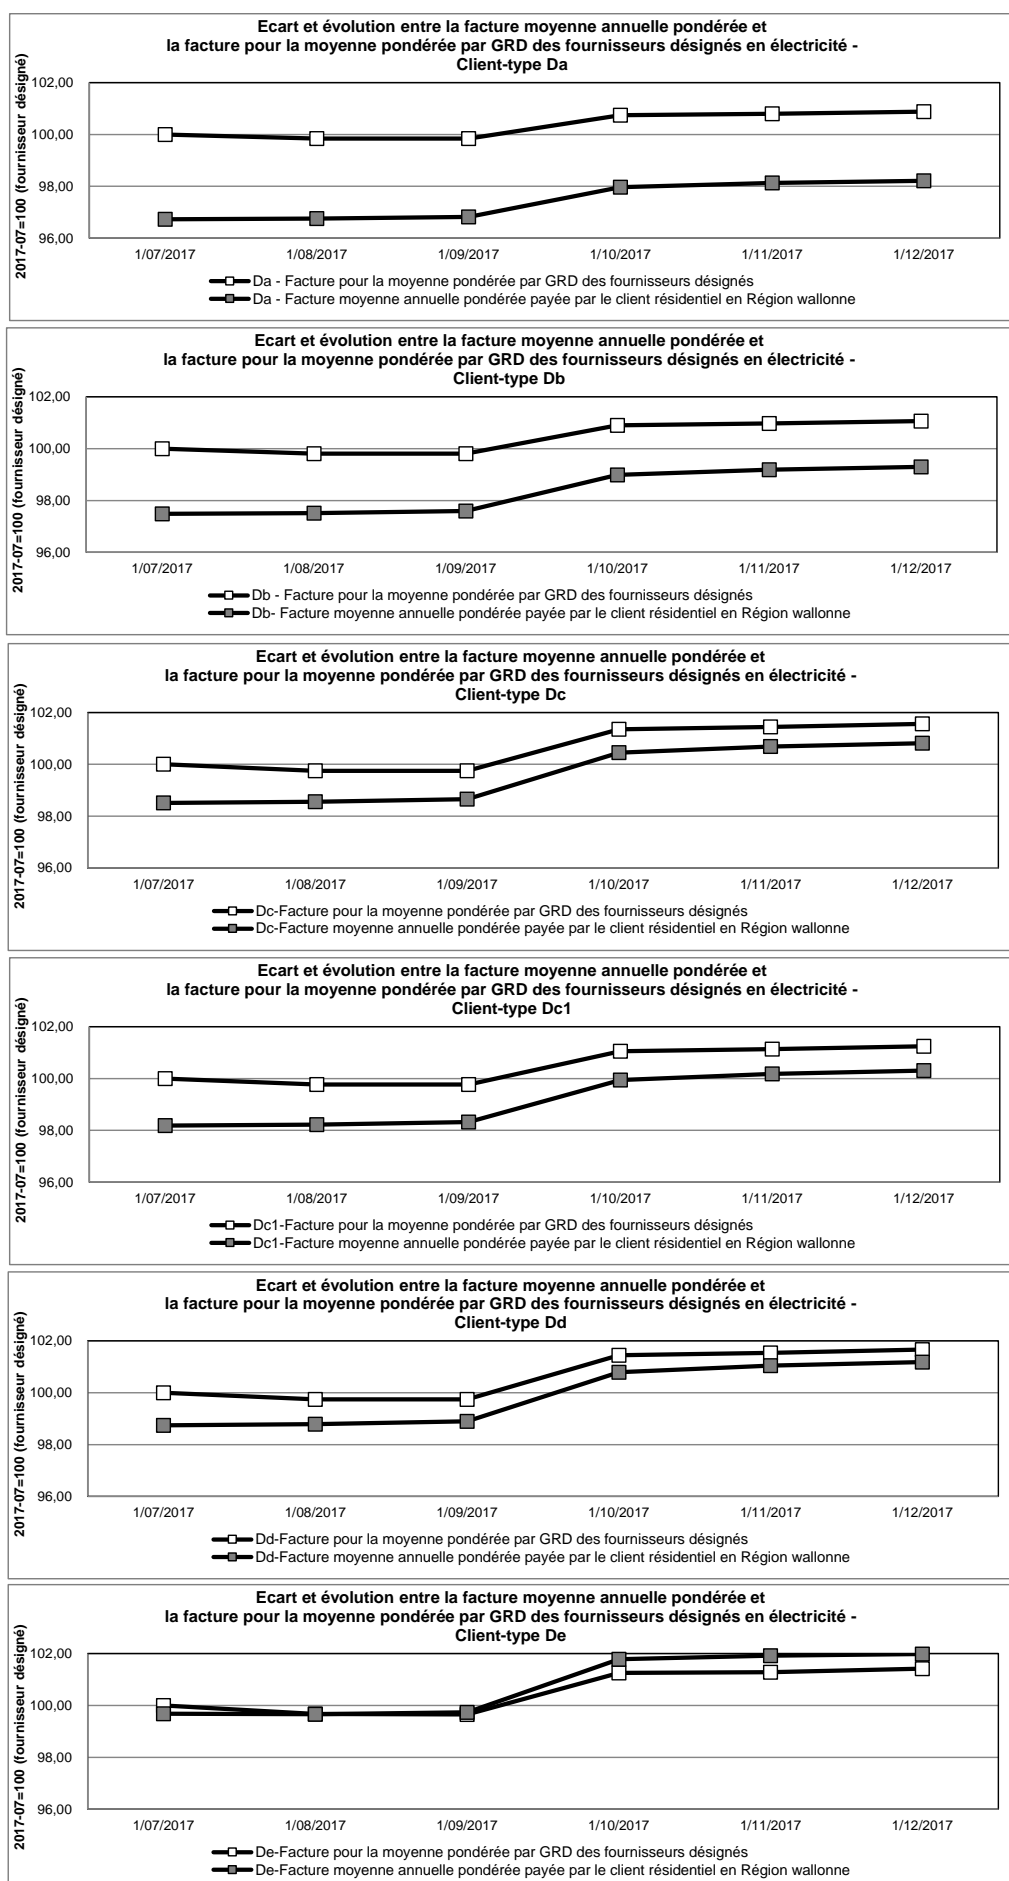 Ecart et évolution entre la facture moyenne annuelle pondérée et
la facture pour la moyenne pondérée par GRD des fournisseurs désignés en électricité -
Client-type Da
2017-07=100 (fournisseur désigné)
102,00
100,00
98,00
96,00
1/07/2017 1/08/2017 1/09/2017 1/10/2017 1/11/2017 1/12/2017
Da - Facture pour la moyenne pondérée par GRD des fournisseurs désignés
Da - Facture moyenne annuelle pondérée payée par le client résidentiel en Région wallonne
Ecart et évolution entre la facture moyenne annuelle pondérée et
la facture pour la moyenne pondérée par GRD des fournisseurs désignés en électricité -
Client-type Db
2017-07=100 (fournisseur désigné)
102,00
100,00
98,00
96,00
1/07/2017 1/08/2017 1/09/2017 1/10/2017 1/11/2017 1/12/2017
Db - Facture pour la moyenne pondérée par GRD des fournisseurs désignés
Db- Facture moyenne annuelle pondérée payée par le client résidentiel en Région wallonne
Ecart et évolution entre la facture moyenne annuelle pondérée et
la facture pour la moyenne pondérée par GRD des fournisseurs désignés en électricité -
Client-type Dc
2017-07=100 (fournisseur désigné)
102,00
100,00
98,00
96,00
1/07/2017 1/08/2017 1/09/2017 1/10/2017 1/11/2017 1/12/2017
Dc-Facture pour la moyenne pondérée par GRD des fournisseurs désignés
Dc-Facture moyenne annuelle pondérée payée par le client résidentiel en Région wallonne
Ecart et évolution entre la facture moyenne annuelle pondérée et
la facture pour la moyenne pondérée par GRD des fournisseurs désignés en électricité -
Client-type Dc1
2017-07=100 (fournisseur désigné)
102,00
100,00
98,00
96,00
1/07/2017 1/08/2017 1/09/2017 1/10/2017 1/11/2017 1/12/2017
Dc1-Facture pour la moyenne pondérée par GRD des fournisseurs désignés
Dc1-Facture moyenne annuelle pondérée payée par le client résidentiel en Région wallonne
Ecart et évolution entre la facture moyenne annuelle pondérée et
la facture pour la moyenne pondérée par GRD des fournisseurs désignés en électricité -
Client-type Dd
2017-07=100 (fournisseur désigné)
102,00
100,00
98,00
96,00
1/07/2017 1/08/2017 1/09/2017 1/10/2017 1/11/2017 1/12/2017
Dd-Facture pour la moyenne pondérée par GRD des fournisseurs désignés
Dd-Facture moyenne annuelle pondérée payée par le client résidentiel en Région wallonne
Ecart et évolution entre la facture moyenne annuelle pondérée et
la facture pour la moyenne pondérée par GRD des fournisseurs désignés en électricité -
Client-type De
2017-07=100 (fournisseur désigné)
102,00
100,00
98,00
96,00
1/07/2017 1/08/2017 1/09/2017 1/10/2017 1/11/2017 1/12/2017
De-Facture pour la moyenne pondérée par GRD des fournisseurs désignés
De-Facture moyenne annuelle pondérée payée par le client résidentiel en Région wallonne